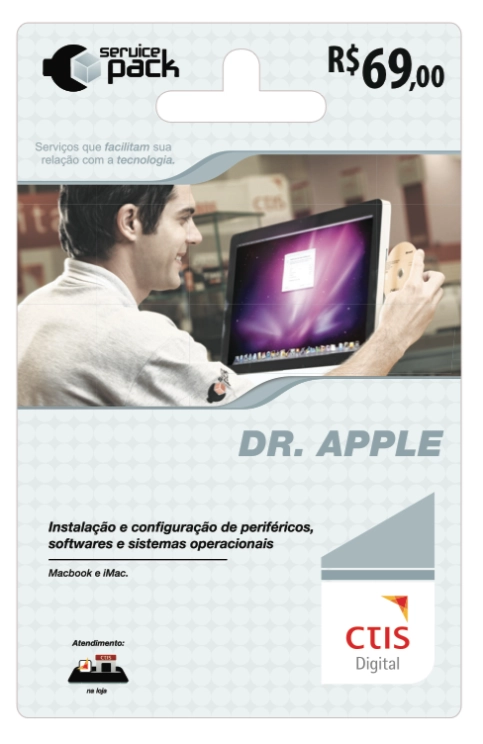 service
pack
R$69,00
Serviços que facilitam sua
relação com a tecnologia.
CTIS
DR. APPLE
Instalação e configuração de periféricos,
softwares e sistemas operacionais
Macbook e iMac.
Atendimento:
CTIS
na loja
CTIS
Digital